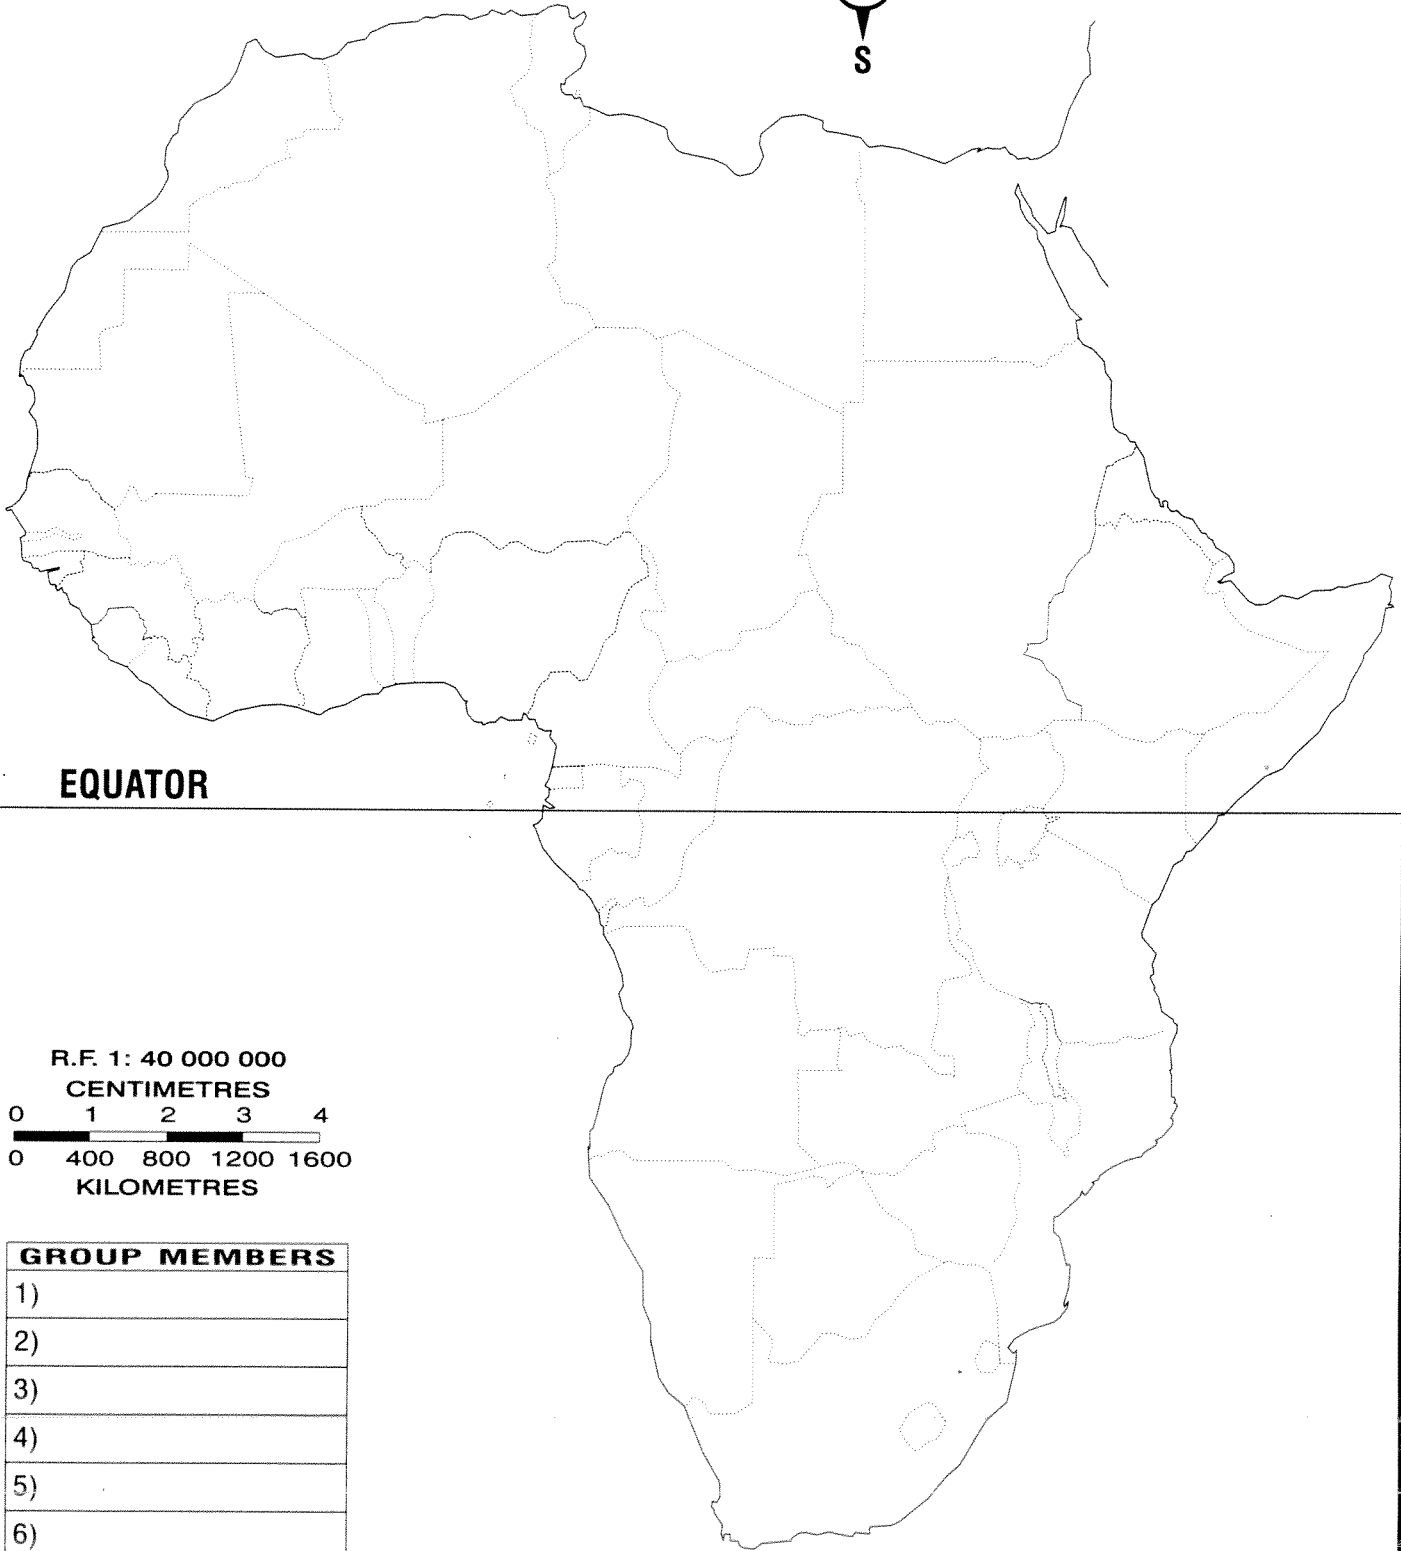 S
EQUATOR
R.F. 1: 40 000 000
CENTIMETRES
0 1 2 3 4
0 400 800 1200 1600
KILOMETRES
GROUP MEMBERS
1)
2)
3)
4)
5)
6)